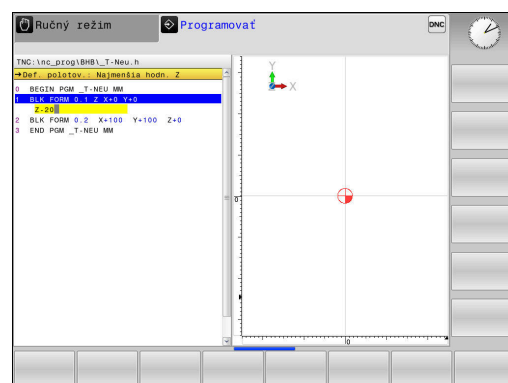 Ručný režim
Programovať
DNC
TNC:\nc_prog\BHB\_T-Neu.h
→Def. polotov.: Najmenšia hodn. Z
0 BEGIN PGM _T-NEU MM
1 BLK FORM 0.1 Z X+0 Y+0
Z-20
2 BLK FORM 0.2 X+100 Y+100 Z+0
3 END PGM _T-NEU MM
Y
X
0
0